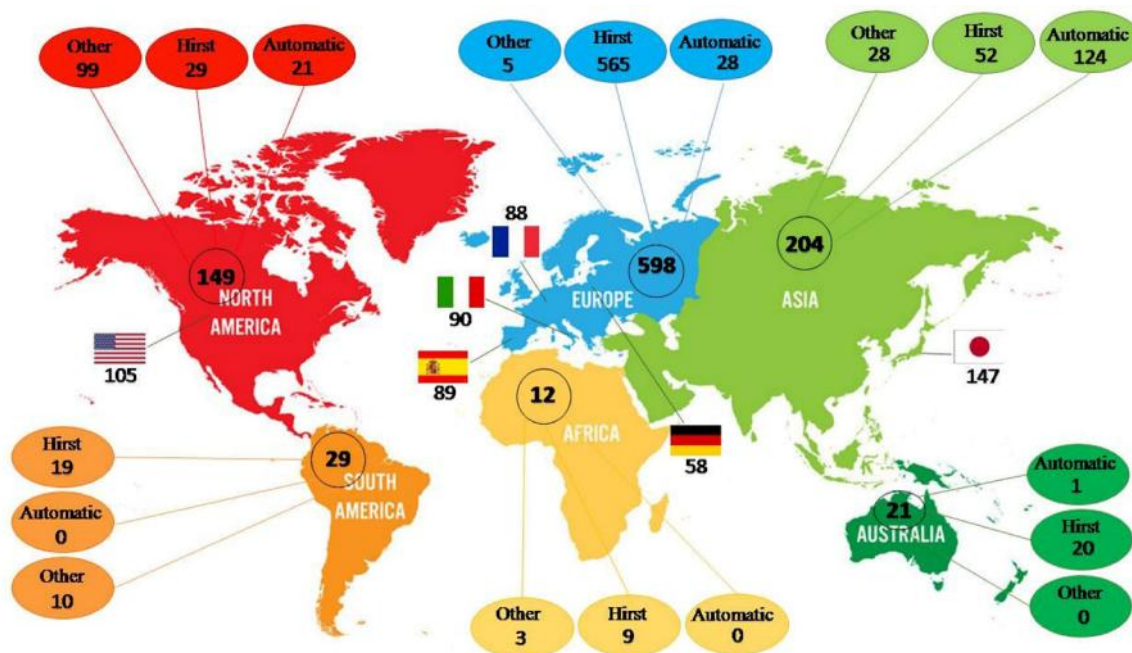 Other
99
Hirst
29
Automatic
21
Other
5
Hirst
565
Automatic
28
Other
28
Hirst
52
Automatic
124
149
NORTH
AMERICA
105
88
90
89
598
EUROPE
58
204
ASIA
147
12
AFRICA
29
SOUTH
AMERICA
Hirst
19
Automatic
0
Other
10
Other
3
Hirst
9
Automatic
0
21
AUSTRALIA
Automatic
1
Hirst
20
Other
0